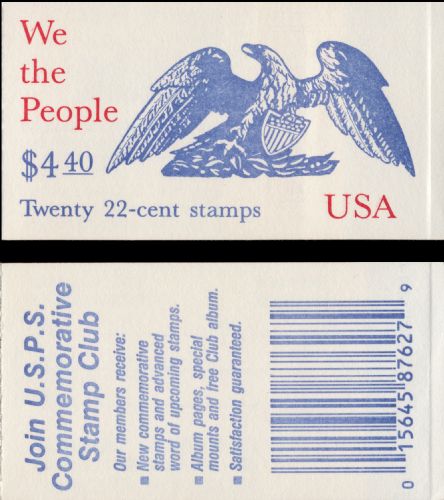 We
the
People
$4.40
Twenty 22-cent stamps
USA
Join U.S.P.S.
Commemorative
Stamp Club
Our members receive:
▪ New commemorative
stamps and advanced
word of upcoming stamps.
▪ Album pages, special
mounts and free Club album.
▪ Satisfaction guaranteed.
0 15645 87627 9